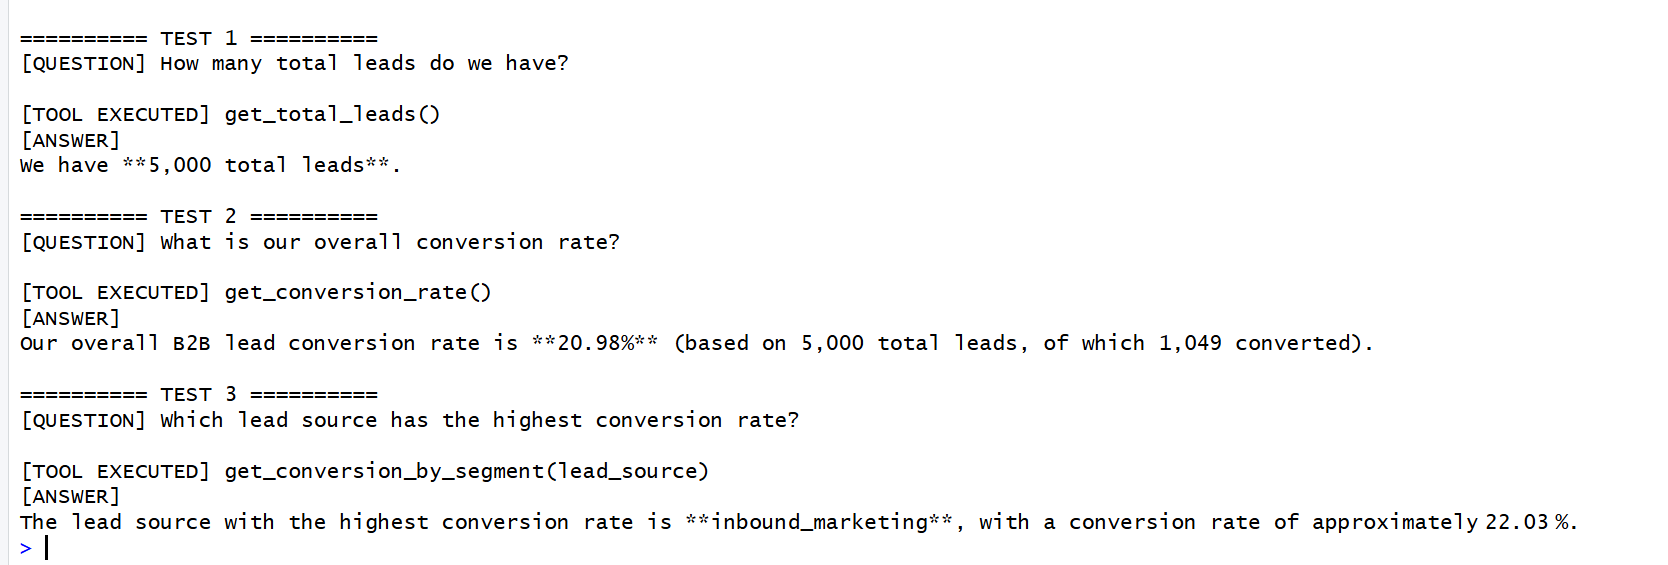 ========== TEST 1 ==========
[QUESTION] How many total leads do we have?
[TOOL EXECUTED] get_total_leads()
[ANSWER]
We have **5,000 total leads**.
========== TEST 2 ==========
[QUESTION] What is our overall conversion rate?
[TOOL EXECUTED] get_conversion_rate()
[ANSWER]
Our overall B2B lead conversion rate is **20.98%** (based on 5,000 total leads, of which 1,049 converted).
========== TEST 3 ==========
[QUESTION] Which lead source has the highest conversion rate?
[TOOL EXECUTED] get_conversion_by_segment(lead_source)
[ANSWER]
The lead source with the highest conversion rate is **inbound_marketing**, with a conversion rate of approximately 22.03 %.
>